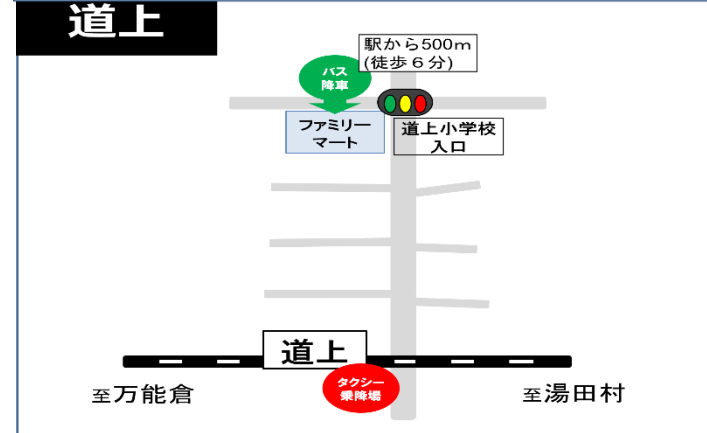 道上
駅から500m
(徒歩６分)
バス
降車
ファミリー
マート
道上小学校
入口
道上
タクシー
乗降場
至万能倉
至湯田村